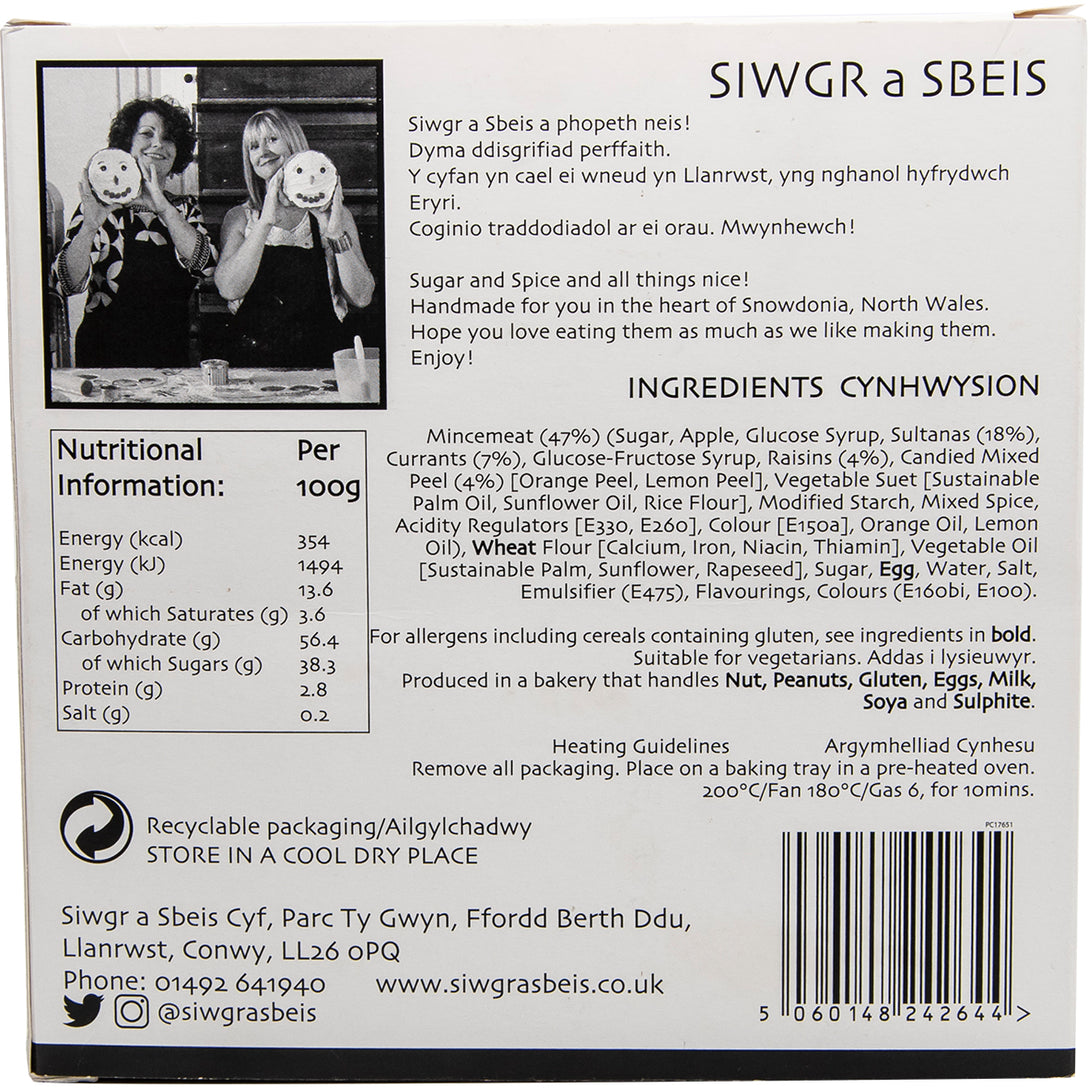 SIWGR a SBEIS
Siwgr a Sbeis a phopeth neis!
Dyma ddisgrifiad perffaith.
Y cyfan yn cael ei wneud yn Llanrwst, yng nghanol hyfrydwch
Eryri.
Coginio traddodiadol ar ei orau. Mwynhewch!
Sugar and Spice and all things nice!
Handmade for you in the heart of Snowdonia, North Wales.
Hope you love eating them as much as we like making them.
Enjoy!
INGREDIENTS CYNHWYSION
Mincemeat (47%) (Sugar, Apple, Glucose Syrup, Sultanas (18%),
Currants (7%), Glucose-Fructose Syrup, Raisins (4%), Candied Mixed
Peel (4%) [Orange Peel, Lemon Peel], Vegetable Suet [Sustainable
Palm Oil, Sunflower Oil, Rice Flour], Modified Starch, Mixed Spice,
Acidity Regulators [E330, E260], Colour [E150a], Orange Oil, Lemon
Oil), Wheat Flour [Calcium, Iron, Niacin, Thiamin], Vegetable Oil
[Sustainable Palm, Sunflower, Rapeseed], Sugar, Egg, Water, Salt,
Emulsifier (E475), Flavourings, Colours (E160bi, E100).
For allergens including cereals containing gluten, see ingredients in bold.
Suitable for vegetarians. Addas i lysieuwyr.
Produced in a bakery that handles Nut, Peanuts, Gluten, Eggs, Milk,
Soya and Sulphite.
Heating Guidelines Argymhelliad Cynhesu
Remove all packaging. Place on a baking tray in a pre-heated oven.
200°C/Fan 180°C/Gas 6, for 10mins.
Nutritional Per
Information: 100g
Energy (kcal) 354
Energy (kJ) 1494
Fat (g) 13.6
of which Saturates (g) 3.6
Carbohydrate (g) 56.4
of which Sugars (g) 38.3
Protein (g) 2.8
Salt (g) 0.2
Recyclable packaging/Ailgylchadwy
STORE IN A COOL DRY PLACE
Siwgr a Sbeis Cyf, Parc Ty Gwyn, Ffordd Berth Ddu,
Llanrwst, Conwy, LL26 0PQ
Phone: 01492 641940 www.siwgrasbeis.co.uk
@siwgrasbeis
PC17651
5 060148 242644 >